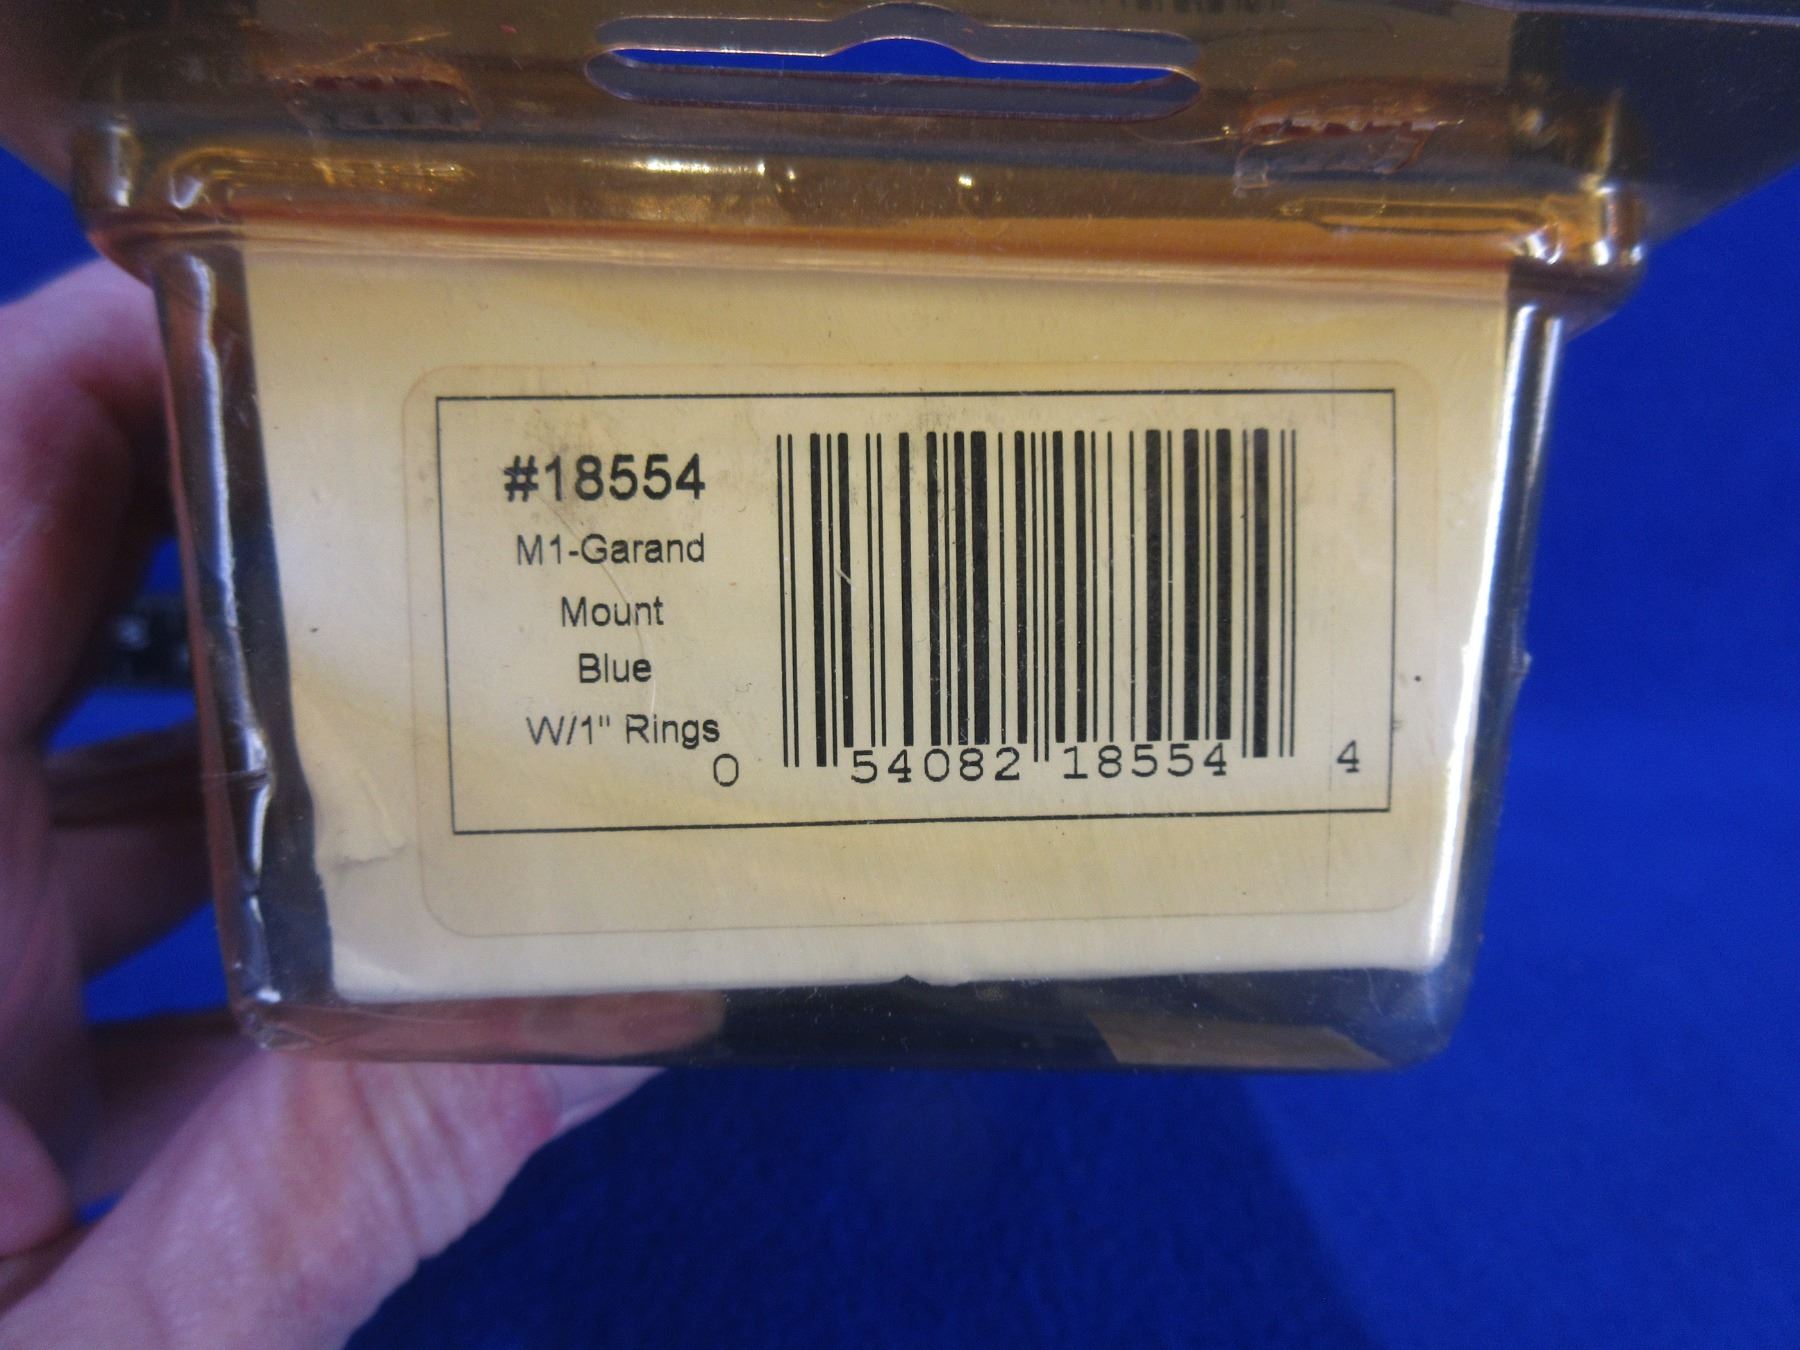 #18554
M1-Garand
Mount
Blue
W/1" Rings
0 54082 18554 4